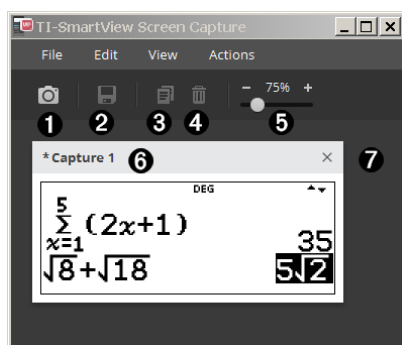 TI-SmartView Screen Capture
File Edit View Actions
− 75% +
1 2 3 4 5
*Capture 1 6 × 7
DEG
5
Σ (2x+1)
x=1
35
√8+√18 5√2